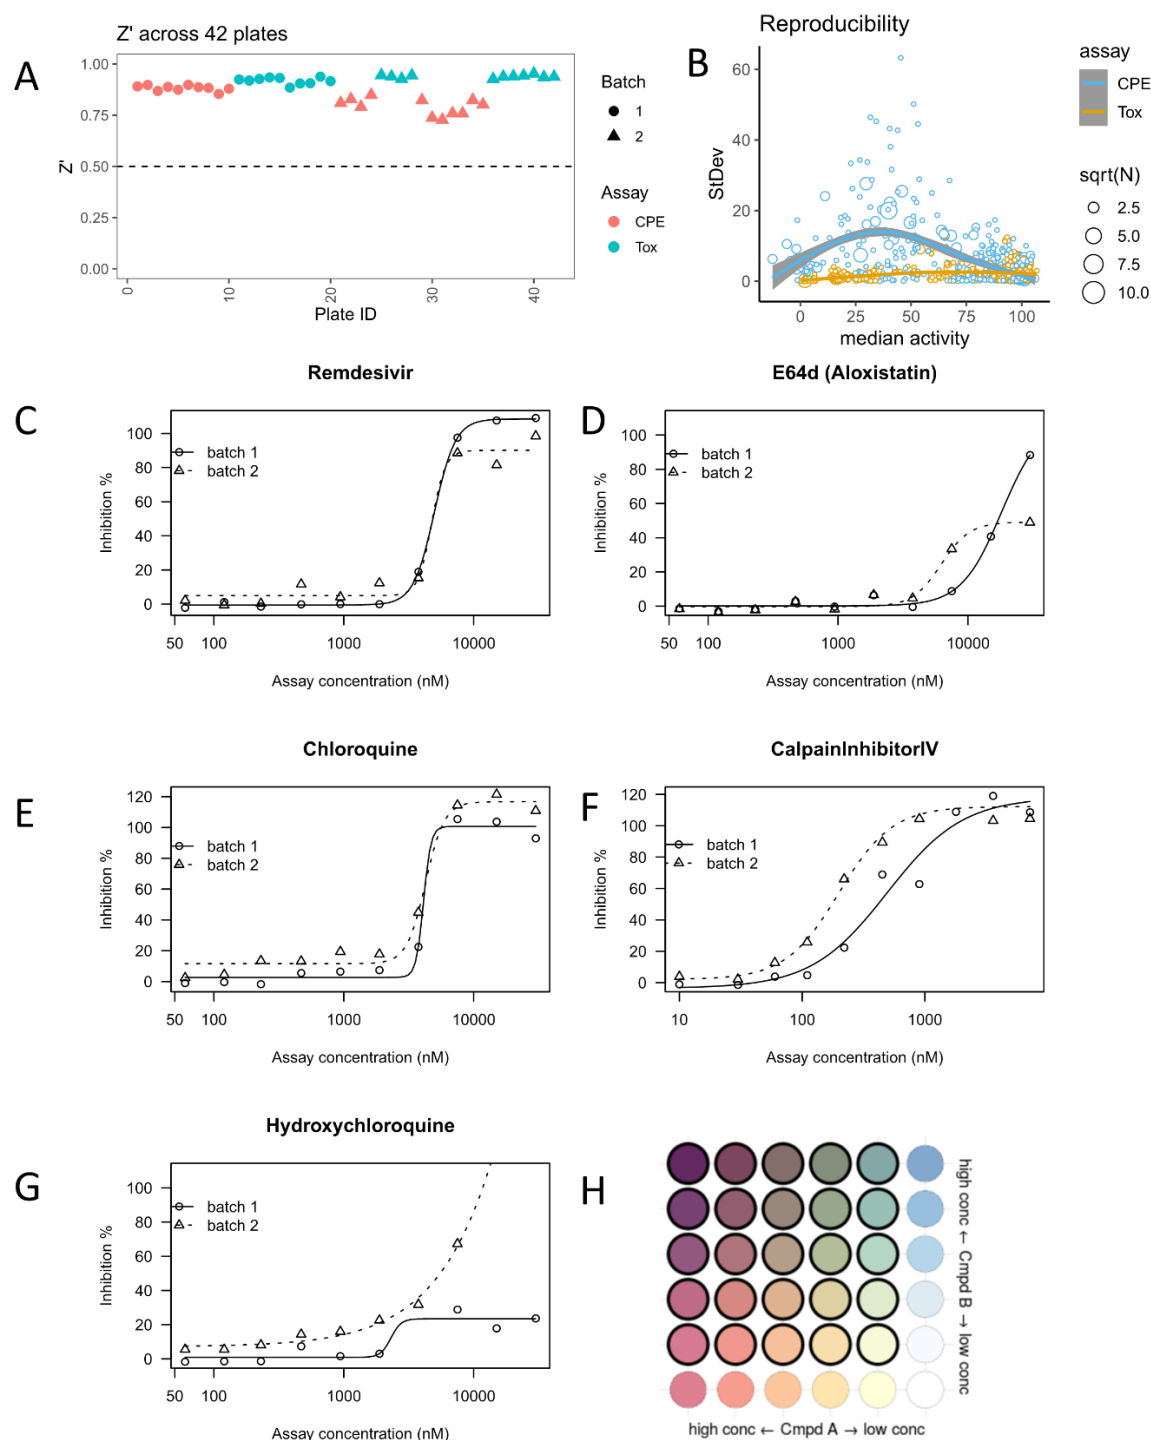 A
Z' across 42 plates
Z'
1.00
0.75
0.50
0.25
0.00
0
10
20
30
40
Plate ID
Batch
1
2
Assay
CPE
Tox
B
Reproducibility
StDev
60
40
20
0
0
25
50
75
100
median activity
assay
CPE
Tox
sqrt(N)
2.5
5.0
7.5
10.0
C
Remdesivir
Inhibition %
100
80
60
40
20
0
batch 1
batch 2
50
100
1000
10000
Assay concentration (nM)
D
E64d (Aloxistatin)
Inhibition %
100
80
60
40
20
0
batch 1
batch 2
50
100
1000
10000
Assay concentration (nM)
E
Chloroquine
Inhibition %
120
100
80
60
40
20
0
batch 1
batch 2
50
100
1000
10000
Assay concentration (nM)
F
CalpainInhibitorIV
Inhibition %
120
100
80
60
40
20
0
batch 1
batch 2
10
100
1000
Assay concentration (nM)
G
Hydroxychloroquine
Inhibition %
100
80
60
40
20
0
batch 1
batch 2
50
100
1000
10000
Assay concentration (nM)
H
high conc ← Cmpd B → low conc
high conc ← Cmpd A → low conc